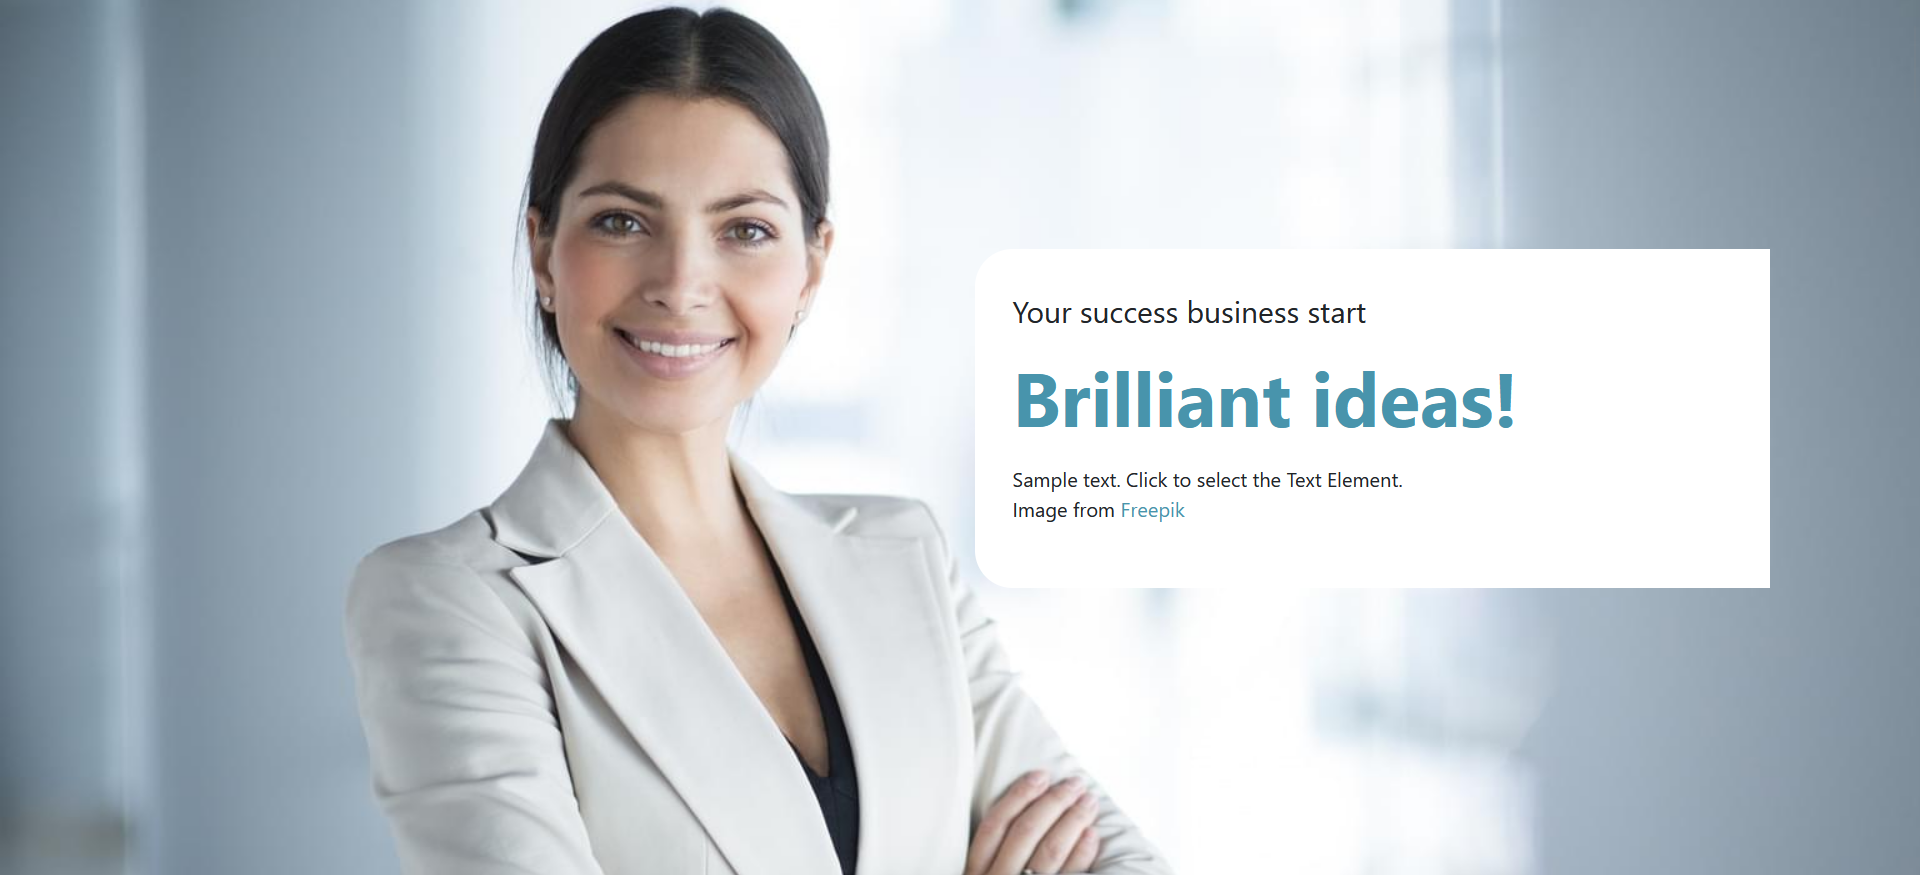 Your success business start
Brilliant ideas!
Sample text. Click to select the Text Element.
Image from Freepik